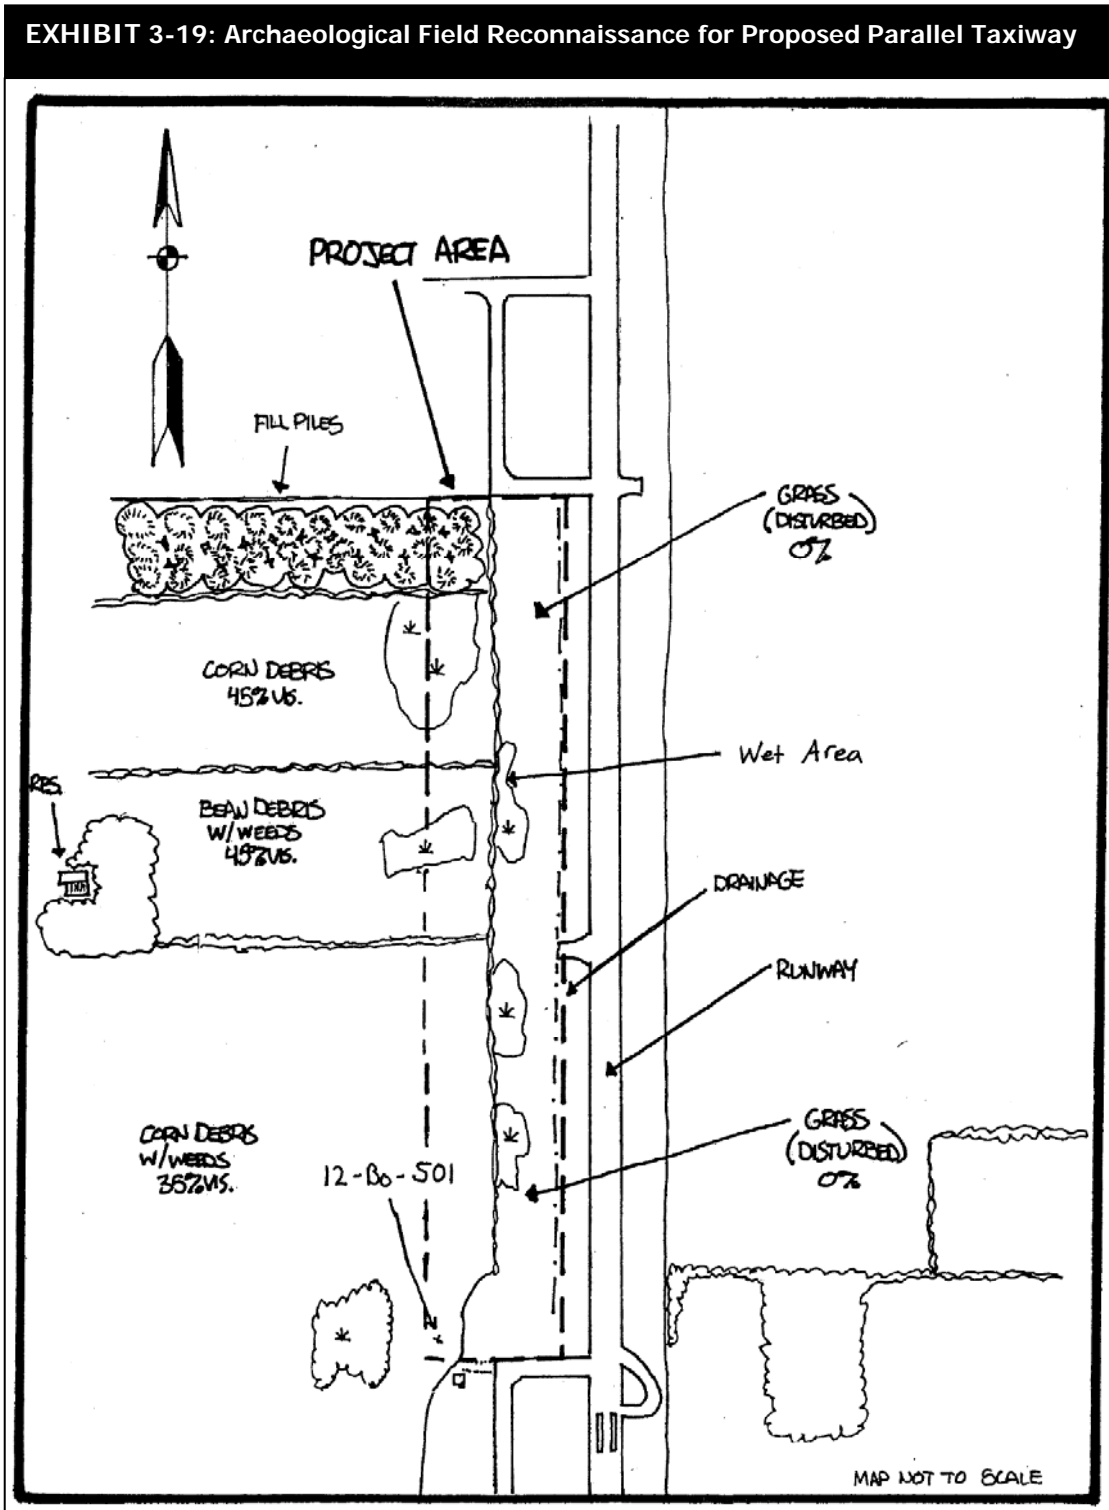 EXHIBIT 3-19: Archaeological Field Reconnaissance for Proposed Parallel Taxiway
PROJECT AREA
FILL PILES
GRASS
(DISTURBED)
0%
CORN DEBRIS
45% VIS.
Wet Area
RES.
BEAN DEBRIS
W/WEEDS
45% VIS.
DRAINAGE
RUNWAY
CORN DEBRIS
W/WEEDS
35% VIS.
12-Bo-501
GRASS
(DISTURBED)
0%
MAP NOT TO SCALE